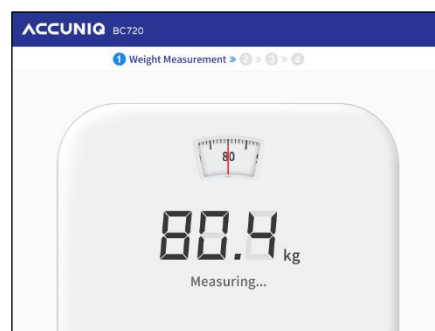 ACCUNIQ BC720
1 Weight Measurement » 2 > 3 > 4
80
80.4 kg
Measuring...